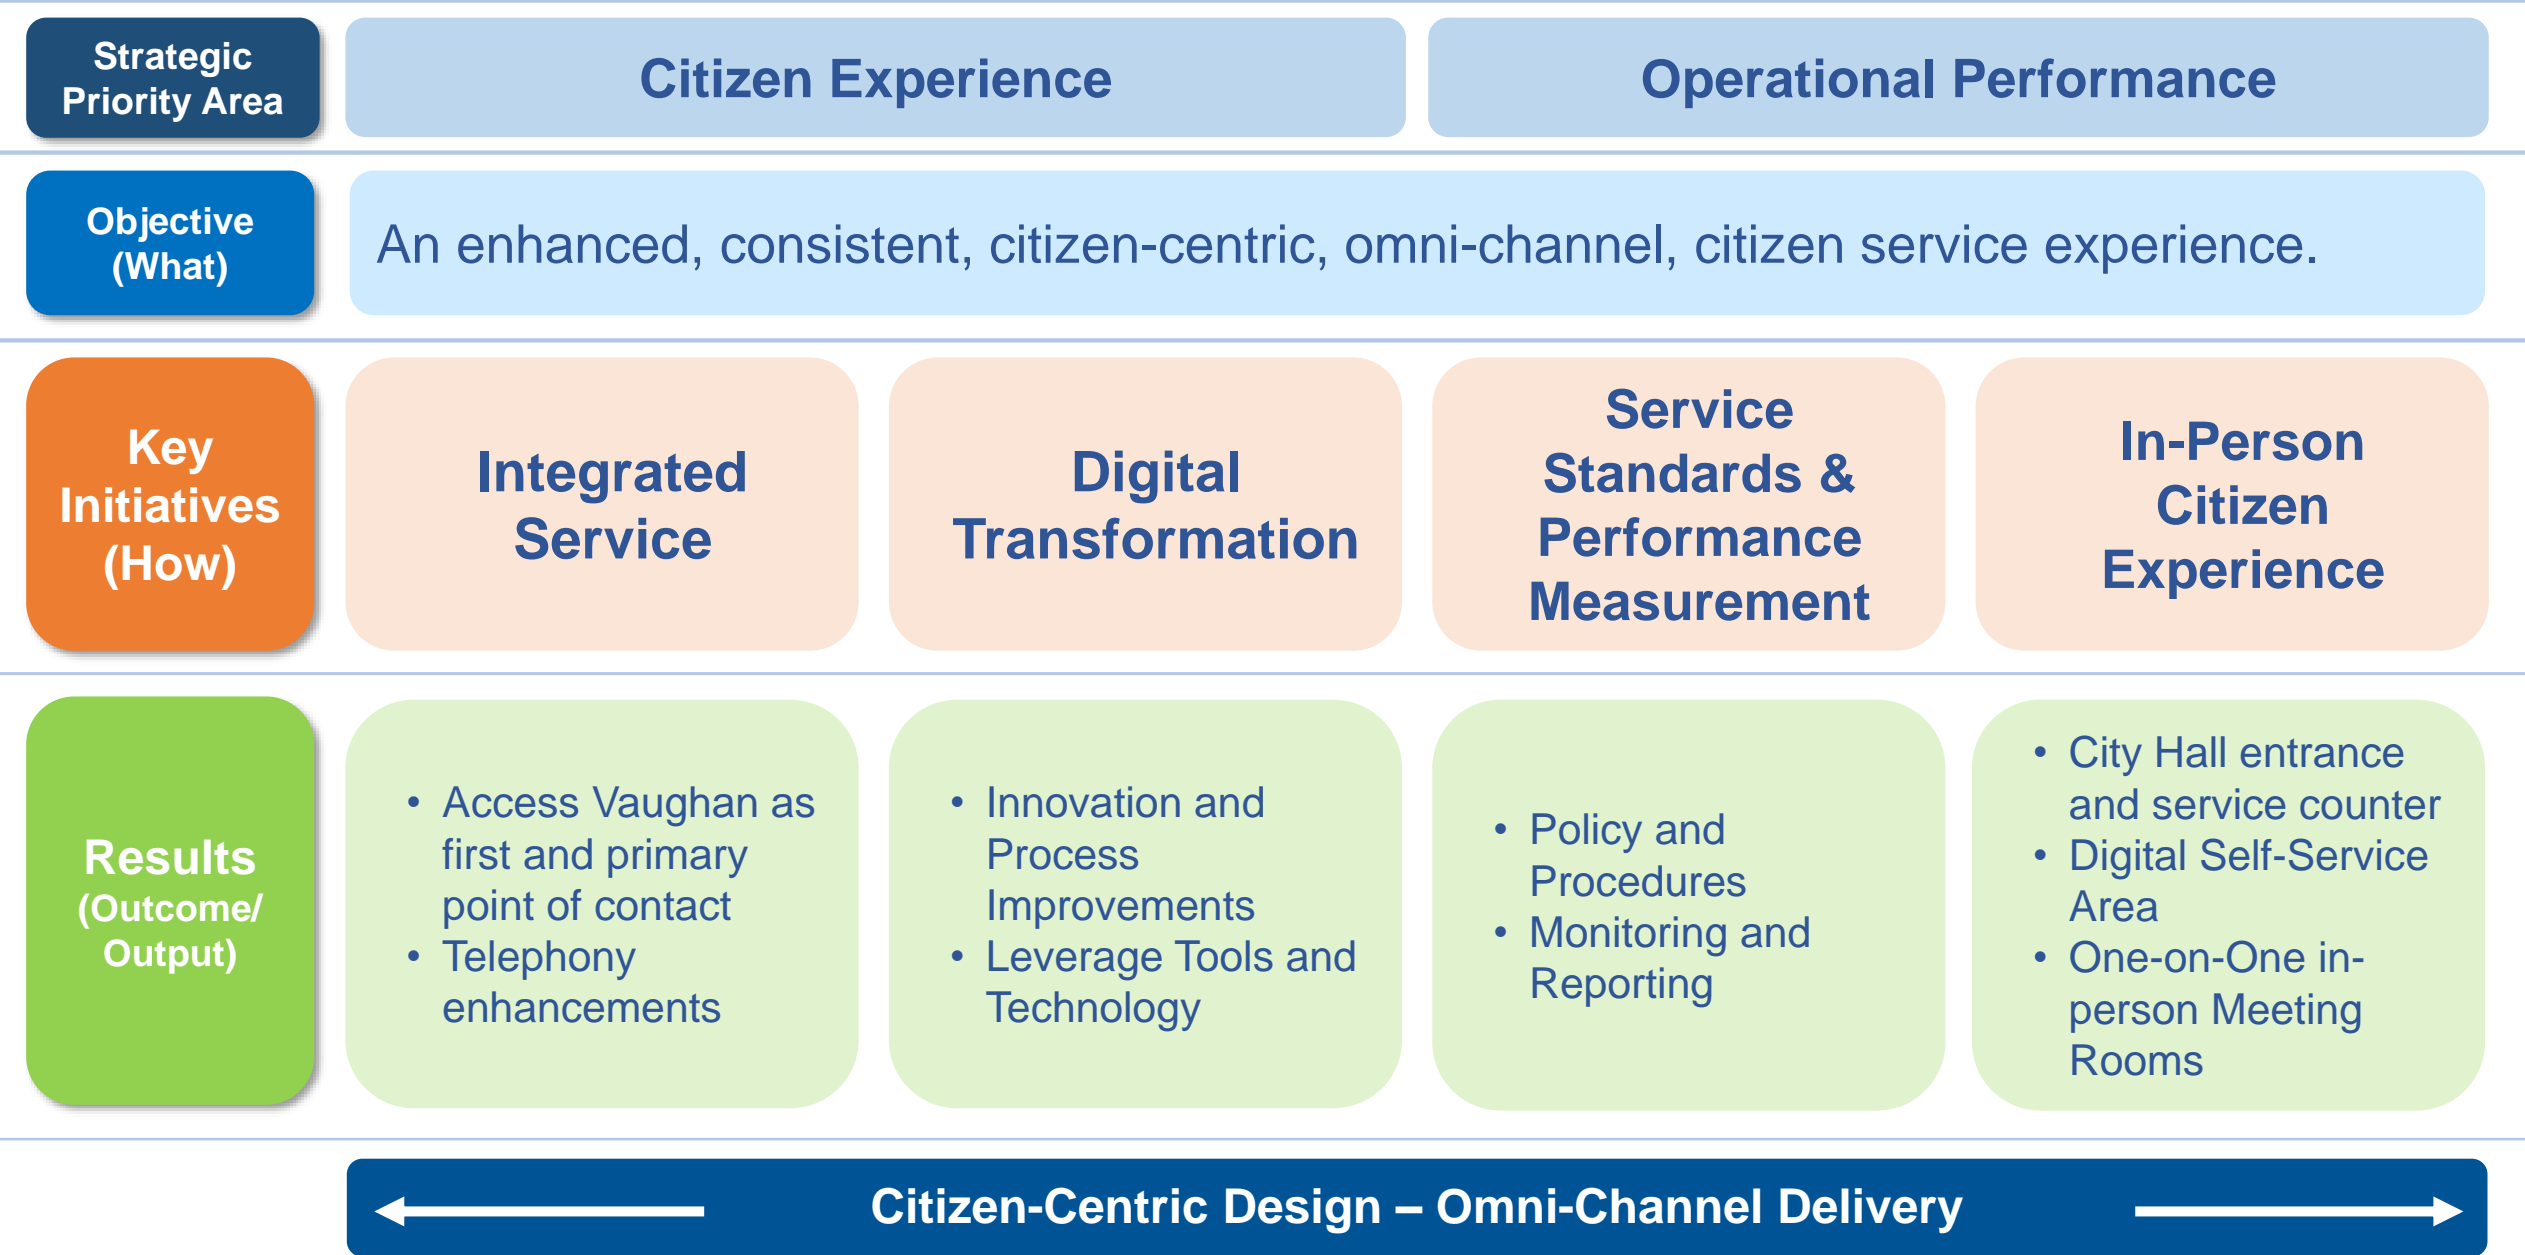 Strategic
Priority Area
Citizen Experience
Operational Performance
Objective
(What)
An enhanced, consistent, citizen-centric, omni-channel, citizen service experience.
Key
Initiatives
(How)
Integrated
Service
Digital
Transformation
Service
Standards &
Performance
Measurement
In-Person
Citizen
Experience
Results
(Outcome/
Output)
• Access Vaughan as
first and primary
point of contact
• Telephony
enhancements
• Innovation and
Process
Improvements
• Leverage Tools and
Technology
• Policy and
Procedures
• Monitoring and
Reporting
• City Hall entrance
and service counter
• Digital Self-Service
Area
• One-on-One in-
person Meeting
Rooms
Citizen-Centric Design – Omni-Channel Delivery